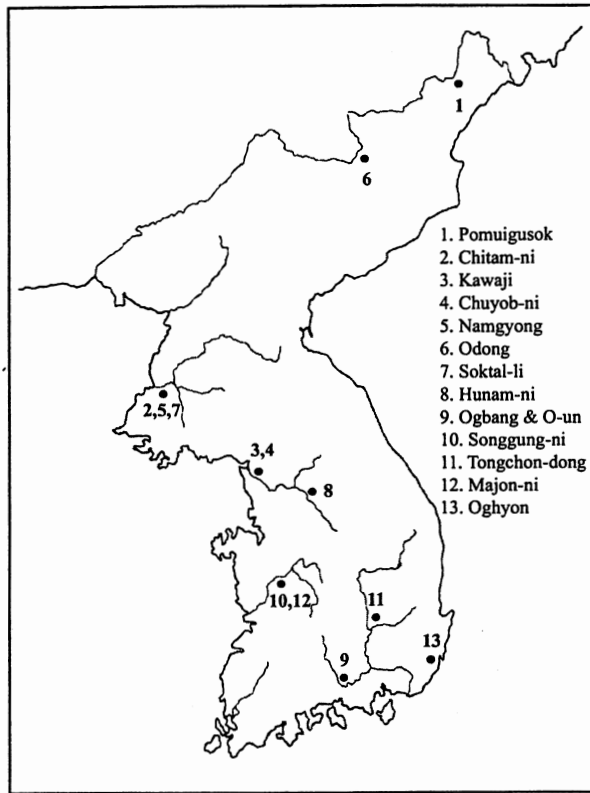 1
6
1. Pomuigusok
2. Chitam-ni
3. Kawaji
4. Chuyob-ni
5. Namgyong
6. Odong
7. Soktal-li
8. Hunam-ni
9. Ogbang & O-un
10. Songgung-ni
11. Tongchon-dong
12. Majon-ni
13. Oghyon
2,5,7
3,4
8
10,12
11
13
9